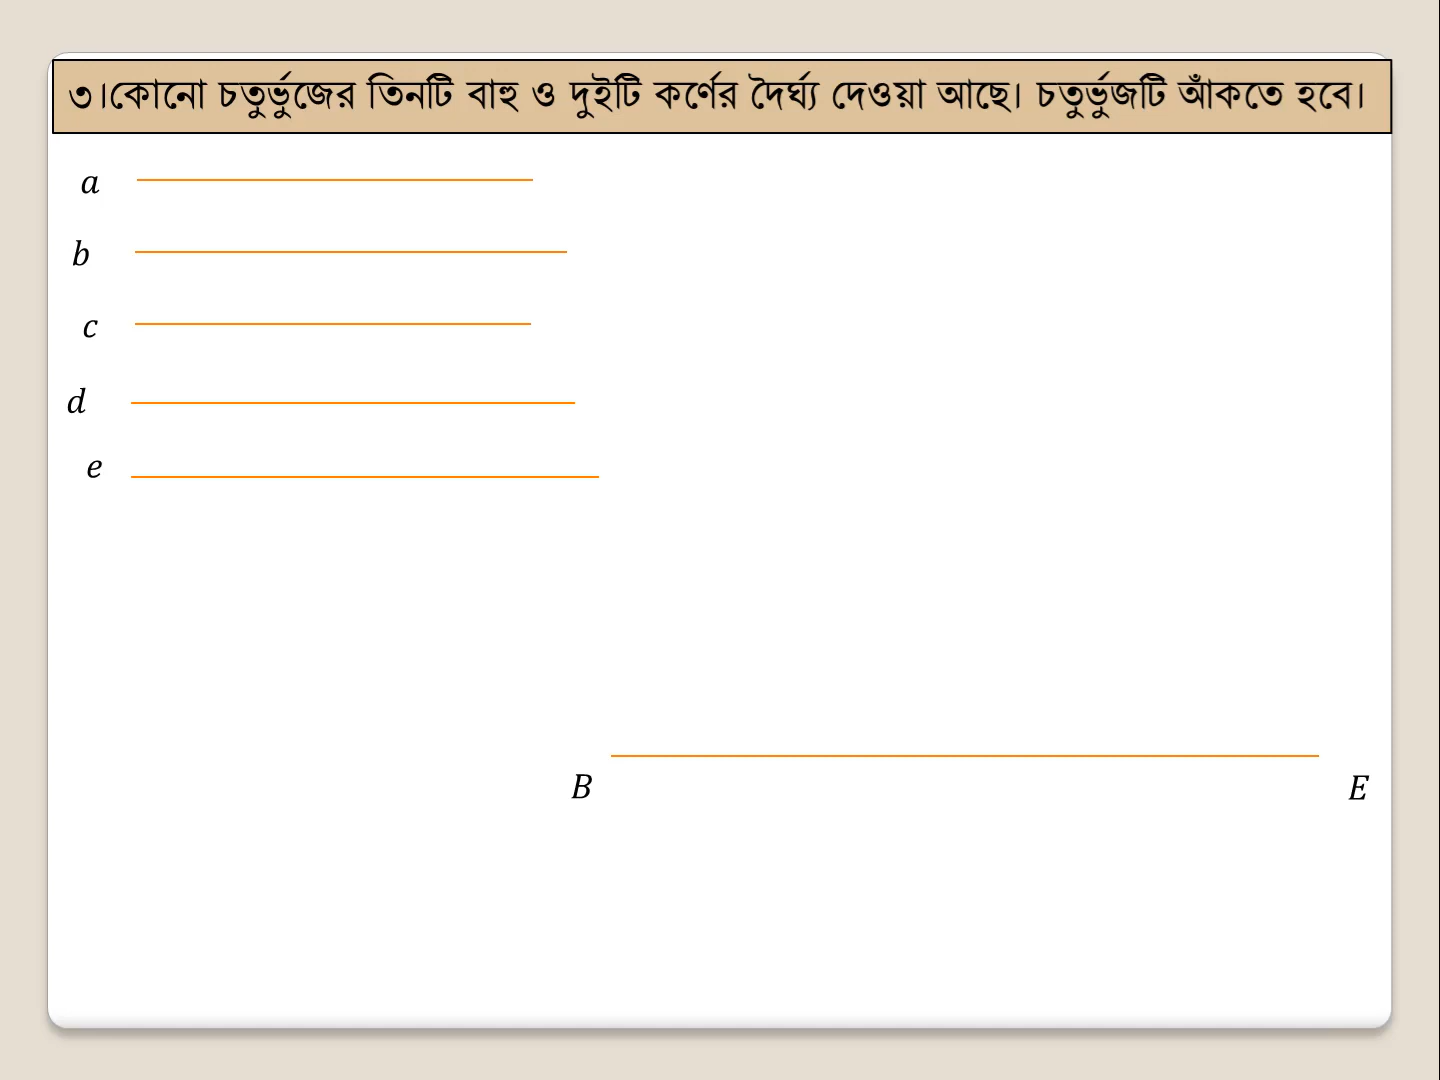 ৩।কোনো চতুর্ভুজের তিনটি বাহু ও দুইটি কর্ণের দৈর্ঘ্য দেওয়া আছে। চতুর্ভুজটি আঁকতে হবে।
a
b
c
d
e
B E